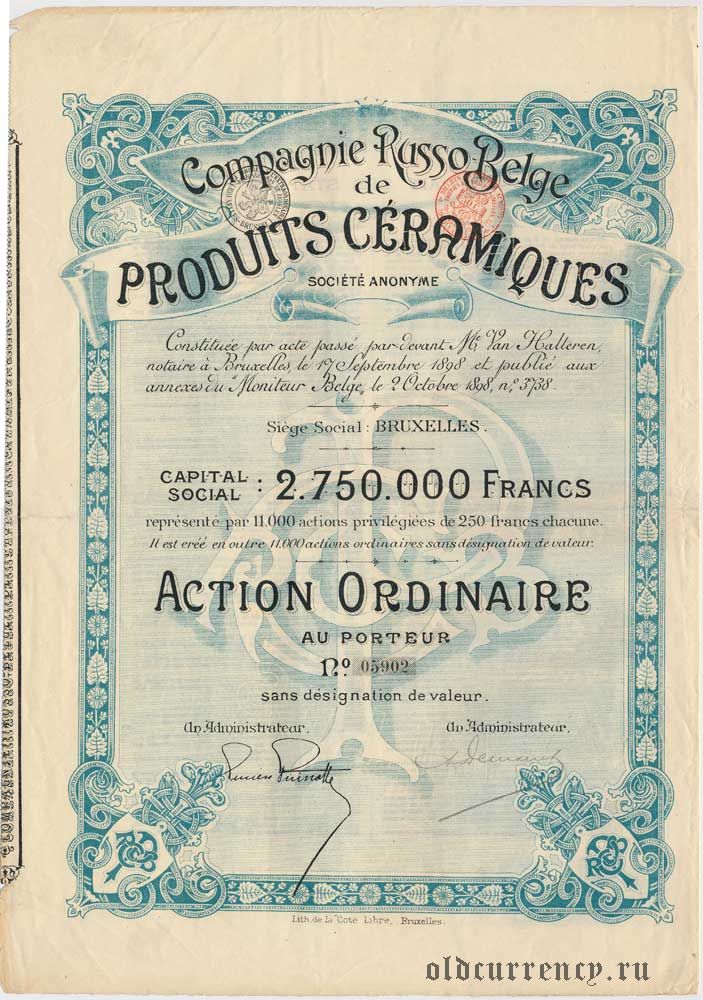 Compagnie Russo-Belge
de
PRODUITS CÉRAMIQUES
SOCIÉTÉ ANONYME
Constituée par acte passé par-devant Me Van Halteren,
notaire à Bruxelles, le 17 Septembre 1898 et publié aux
annexes du Moniteur Belge, le 2 Octobre 1898, no 3738
Siège Social: BRUXELLES.
CAPITAL SOCIAL : 2.750.000 FRANCS
représenté par 11.000 actions privilégiées de 250 francs chacune.
Il est créé en outre 11.000 actions ordinaires sans désignation de valeur.
ACTION ORDINAIRE
AU PORTEUR
No 05902
sans désignation de valeur.
Un Administrateur. Un Administrateur.
Lith. de la Cote Libre, Bruxelles.
oldcurrency.ru